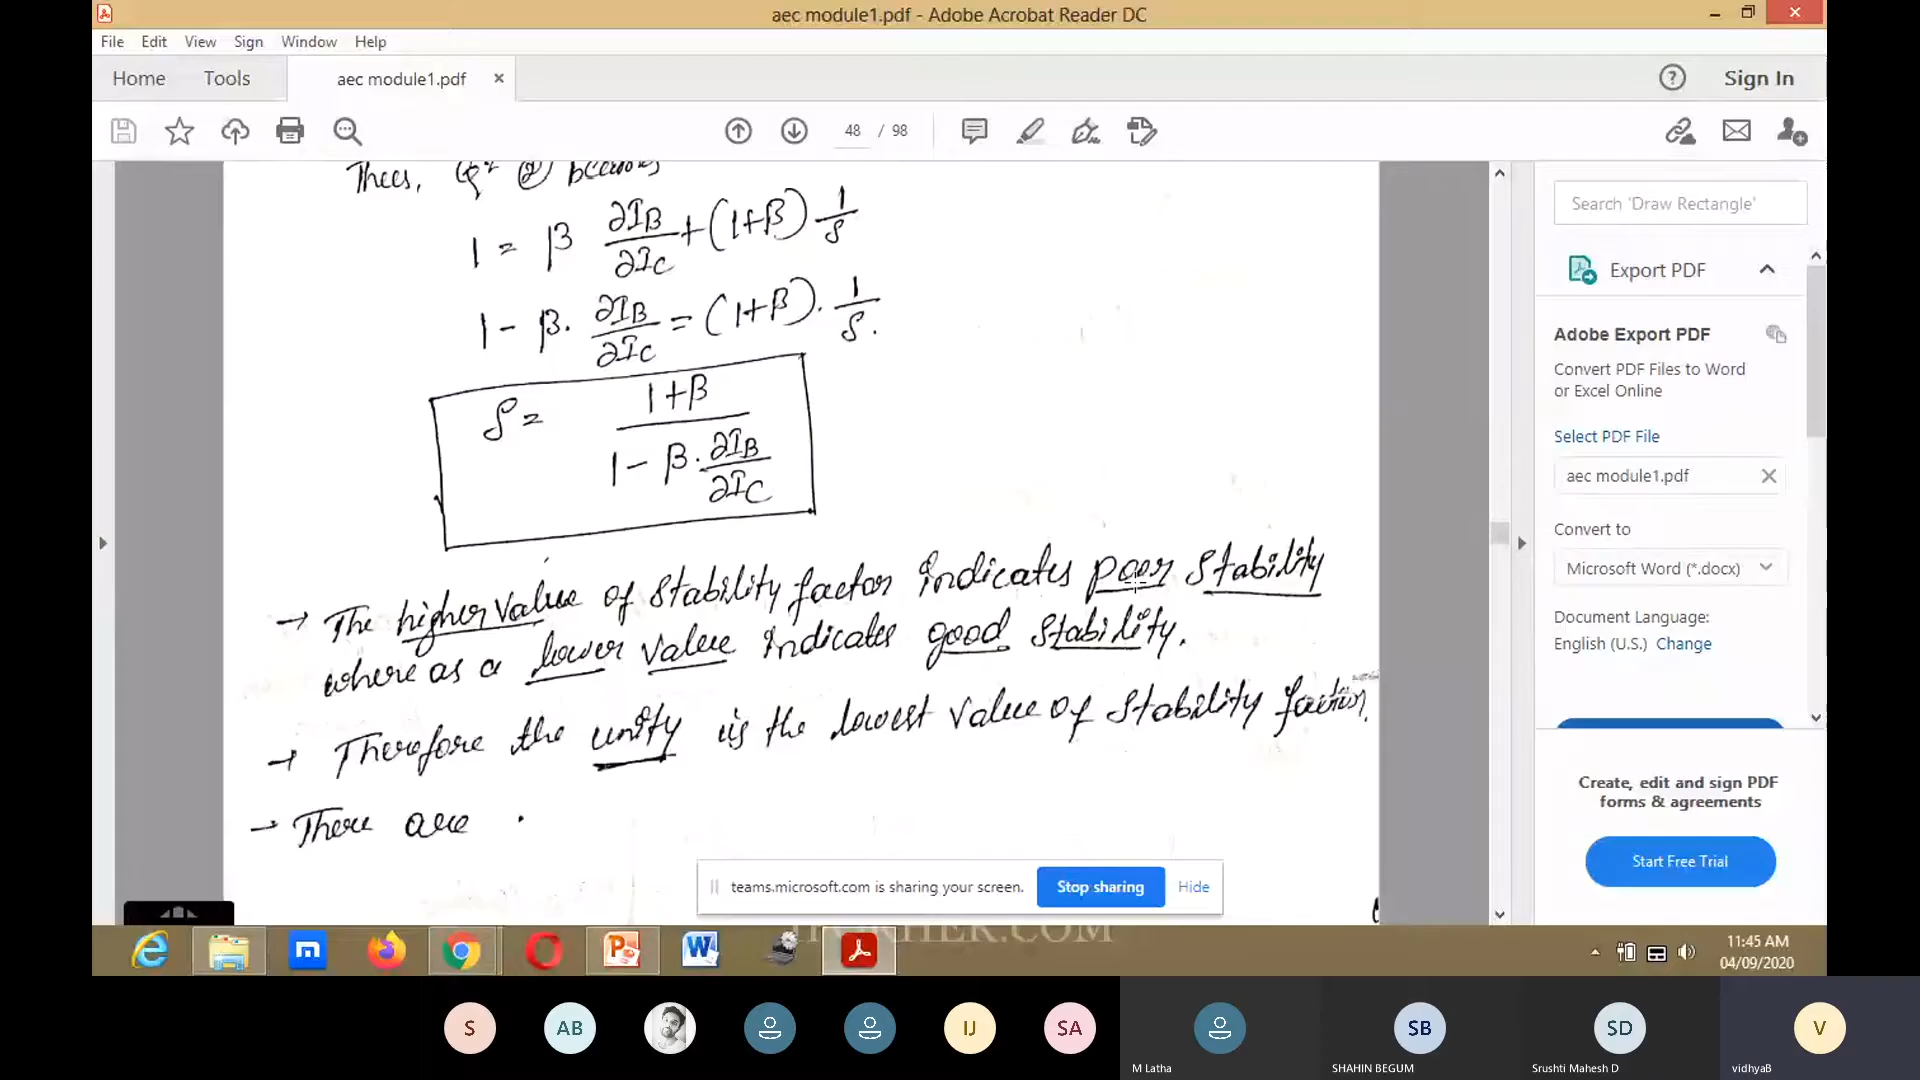 aec module1.pdf - Adobe Acrobat Reader DC
File Edit View Sign Window Help
Home Tools aec module1.pdf × Sign In
48 / 98
1 = β ∂IB/∂IC + (1+β) 1/S
1 - β. ∂IB/∂IC = (1+β). 1/S.
S = 1+β / 1 - β. ∂IB/∂IC
→ The higher value of stability factor indicates poor stability
where as a lower value indicates good stability.
→ Therefore the unity is the lowest value of stability factor.
→ There are
Search 'Draw Rectangle'
Export PDF
Adobe Export PDF
Convert PDF Files to Word
or Excel Online
Select PDF File
aec module1.pdf
Convert to
Microsoft Word (*.docx)
Document Language:
English (U.S.) Change
Create, edit and sign PDF
forms & agreements
Start Free Trial
teams.microsoft.com is sharing your screen. Stop sharing Hide
11:45 AM
04/09/2020
S AB IJ SA SB SD V
M Latha SHAHIN BEGUM Srushti Mahesh D vidhyaB